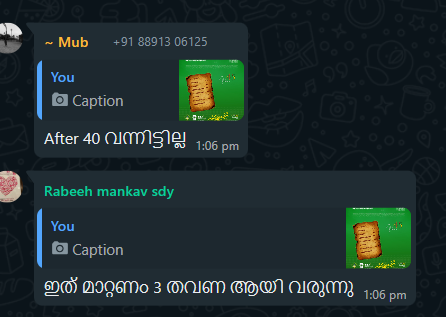 ~ Mub +91 88913 06125
You
Caption
After 40 വന്നിട്ടില്ല
1:06 pm
Rabeeh mankav sdy
You
Caption
ഇത് മാറ്റണം 3 തവണ ആയി വരുന്നു
1:06 pm